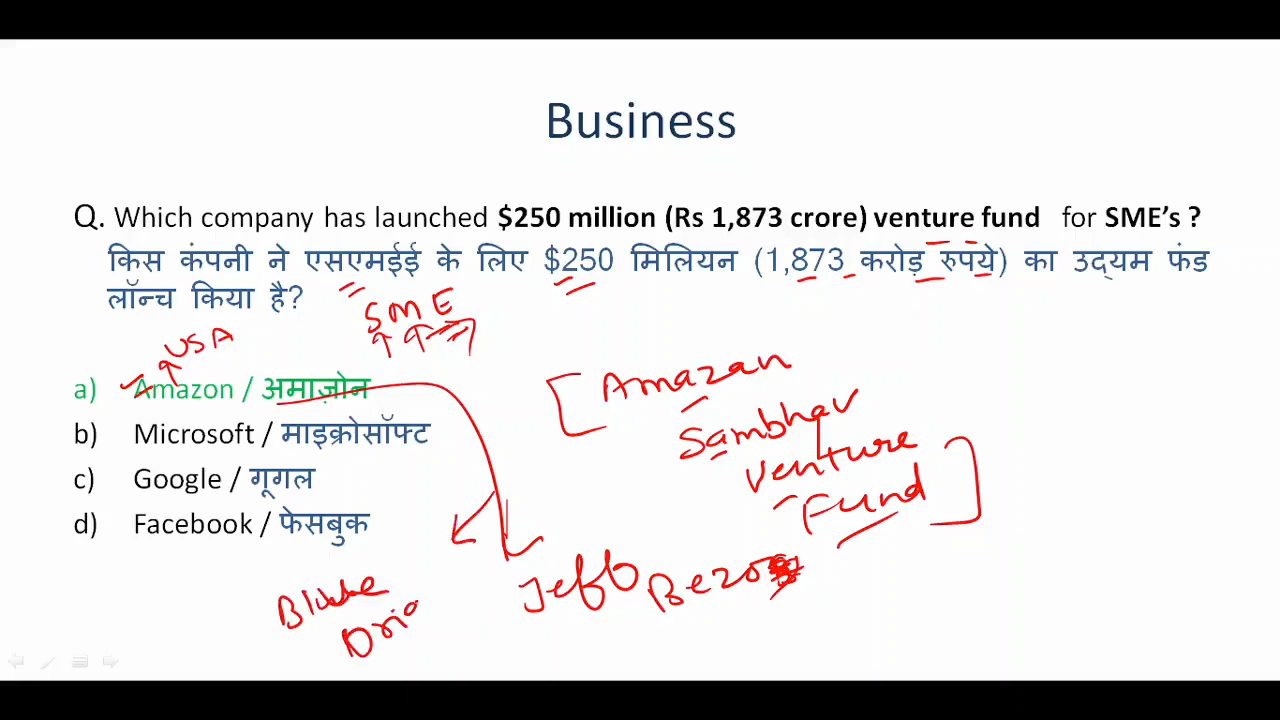 Business
Q. Which company has launched $250 million (Rs 1,873 crore) venture fund for SME's ?
किस कंपनी ने एसएमईई के लिए $250 मिलियन (1,873 करोड़ रुपये) का उद्यम फंड
लॉन्च किया है?
SME
USA
a) Amazon / अमाज़ोन
b) Microsoft / माइक्रोसॉफ्ट
c) Google / गूगल
d) Facebook / फेसबुक
[Amazan
Sambhav
venture
Fund]
Jeff Bezos